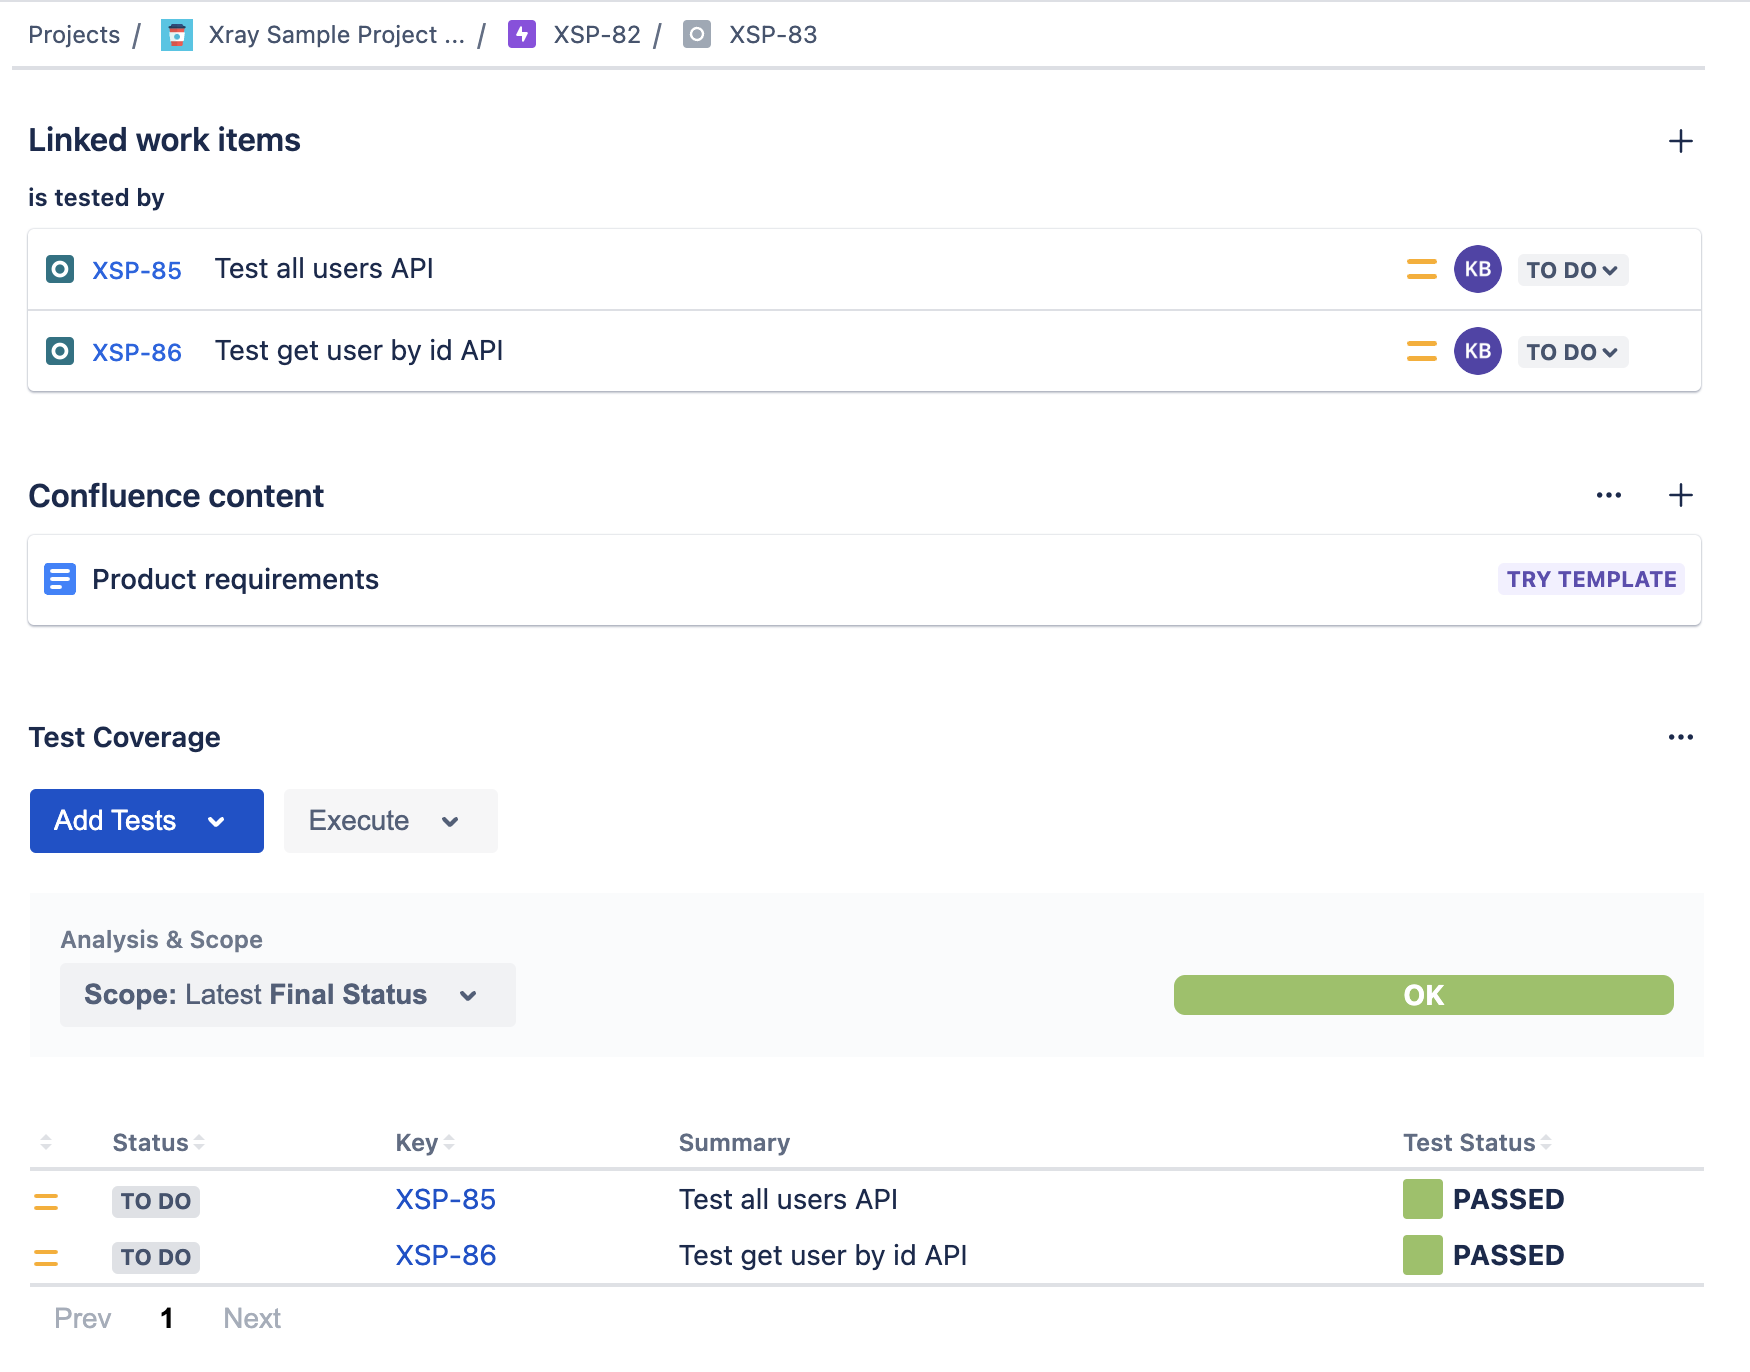 Projects / Xray Sample Project ... / XSP-82 / XSP-83
Linked work items
is tested by
XSP-85 Test all users API KB TO DO
XSP-86 Test get user by id API KB TO DO
Confluence content
Product requirements TRY TEMPLATE
Test Coverage
Add Tests Execute
Analysis & Scope
Scope: Latest Final Status OK
Status Key Summary Test Status
TO DO XSP-85 Test all users API PASSED
TO DO XSP-86 Test get user by id API PASSED
Prev 1 Next